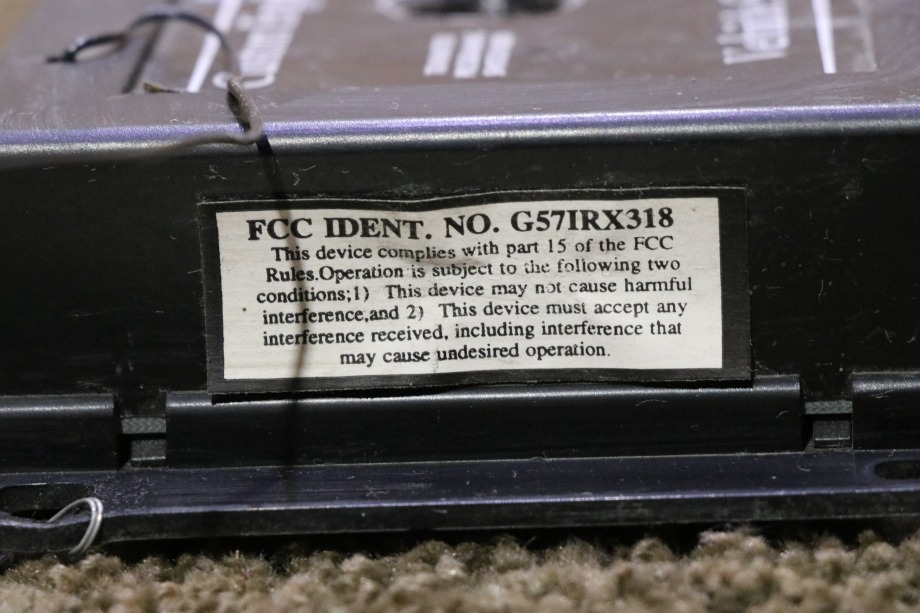 FCC IDENT. NO. G57IRX318
This device complies with part 15 of the FCC
Rules.Operation is subject to the following two
conditions;1) This device may not cause harmful
interference,and 2) This device must accept any
interference received, including interference that
may cause undesired operation.